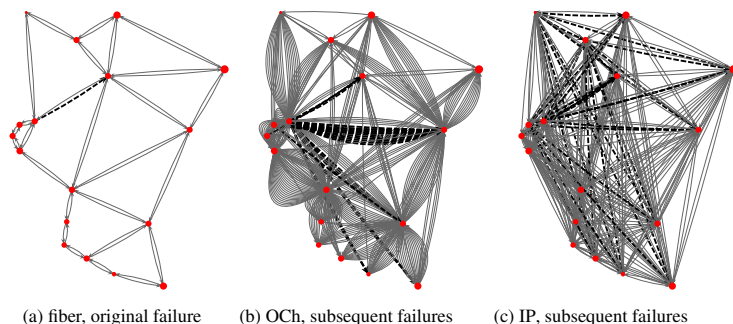 (a) fiber, original failure
(b) OCh, subsequent failures
(c) IP, subsequent failures